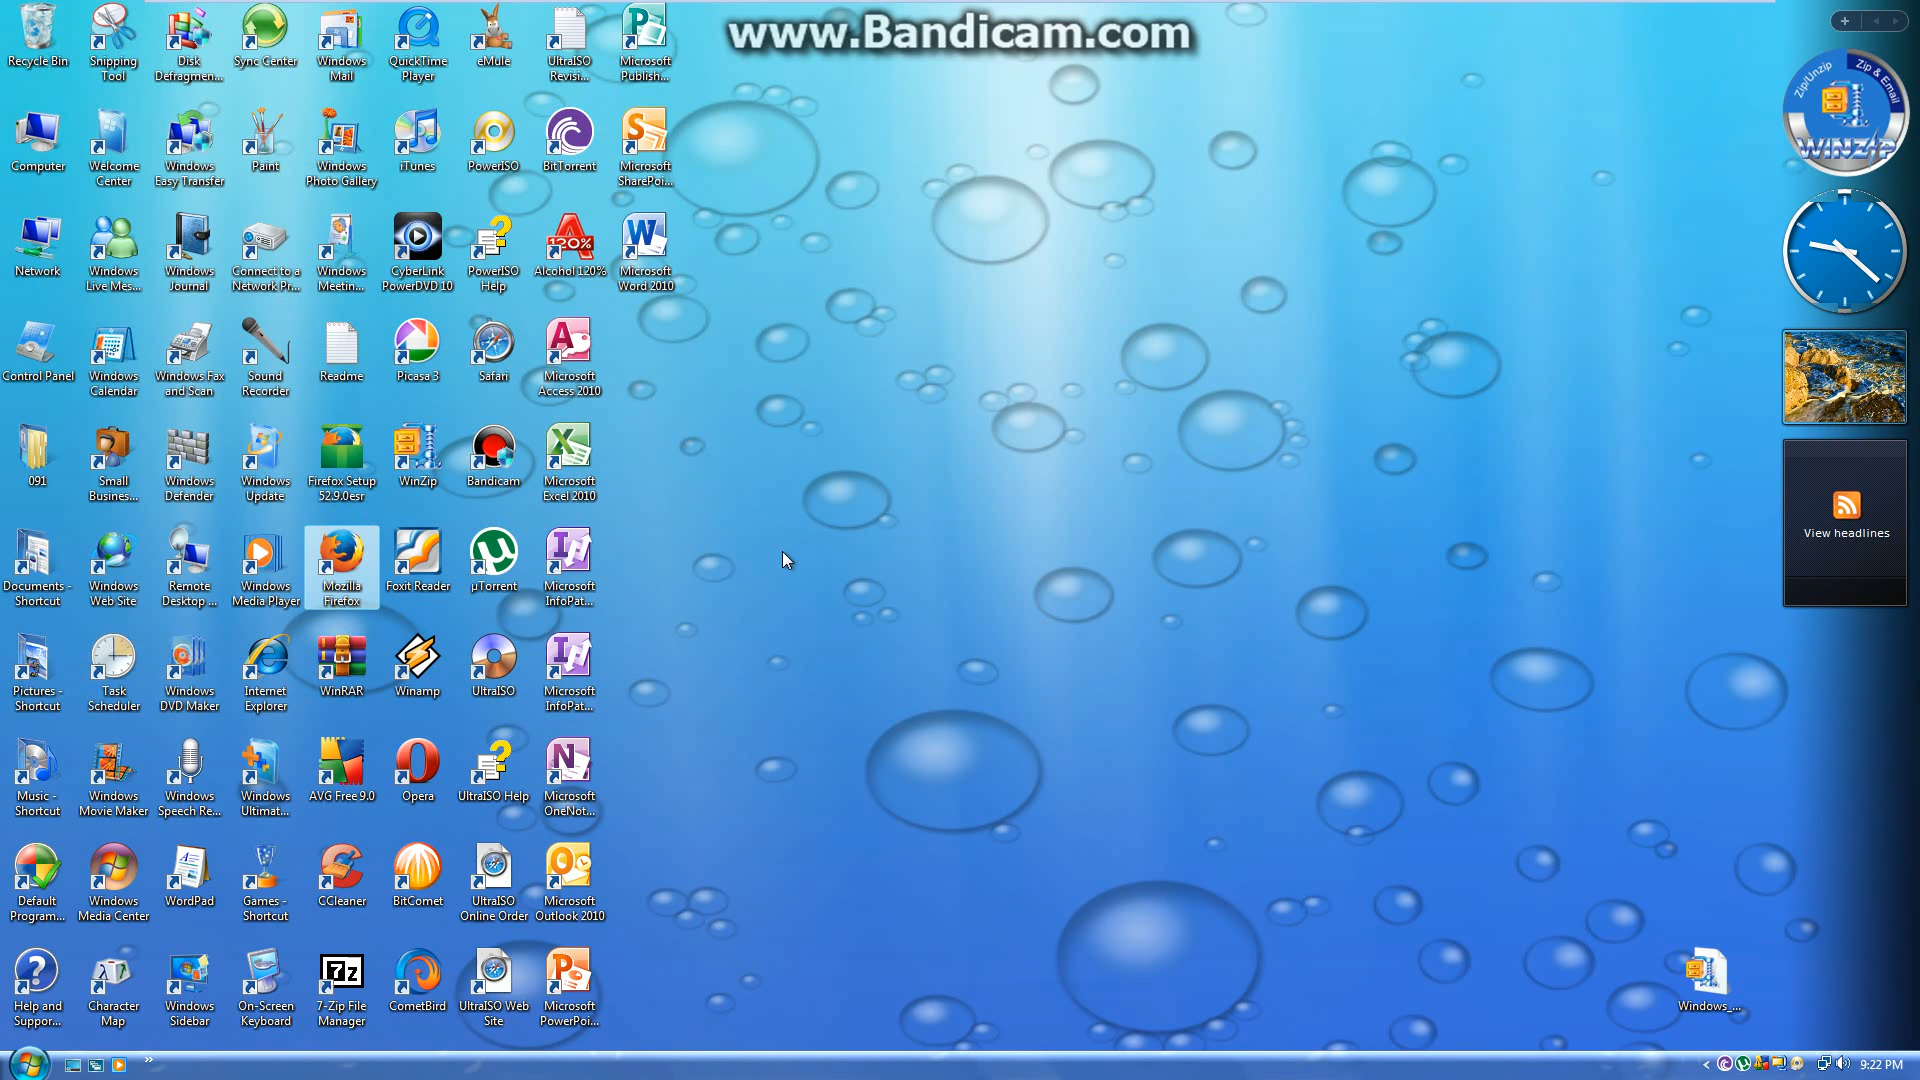 www.Bandicam.com
Recycle Bin
Snipping
Tool
Disk
Defragmen...
Sync Center
Windows
Mail
QuickTime
Player
eMule
UltraISO
Revisi...
Microsoft
Publish...
Computer
Welcome
Center
Windows
Easy Transfer
Paint
Windows
Photo Gallery
iTunes
PowerISO
BitTorrent
Microsoft
SharePoi...
Network
Windows
Live Mes...
Windows
Journal
Connect to a
Network Pr...
Windows
Meetin...
CyberLink
PowerDVD 10
PowerISO
Help
120%
Alcohol 120%
Microsoft
Word 2010
Control Panel
Windows
Calendar
Windows Fax
and Scan
Sound
Recorder
Readme
Picasa 3
Safari
Microsoft
Access 2010
091
Small
Busines...
Windows
Defender
Windows
Update
Firefox Setup
52.9.0esr
WinZip
Bandicam
Microsoft
Excel 2010
Documents -
Shortcut
Windows
Web Site
Remote
Desktop ...
Windows
Media Player
Mozilla
Firefox
Foxit Reader
µTorrent
Microsoft
InfoPat...
Pictures -
Shortcut
Task
Scheduler
Windows
DVD Maker
Internet
Explorer
WinRAR
Winamp
UltraISO
Microsoft
InfoPat...
Music -
Shortcut
Windows
Movie Maker
Windows
Speech Re...
Windows
Ultimat...
AVG Free 9.0
Opera
UltraISO Help
Microsoft
OneNot...
Default
Program...
Windows
Media Center
WordPad
Games -
Shortcut
CCleaner
BitComet
UltraISO
Online Order
Microsoft
Outlook 2010
Help and
Suppor...
Character
Map
Windows
Sidebar
On-Screen
Keyboard
7z
7-Zip File
Manager
CometBird
UltraISO Web
Site
Microsoft
PowerPoi...
Zip/Unzip
Zip & Email
WINZIP
View headlines
Windows_...
9:22 PM